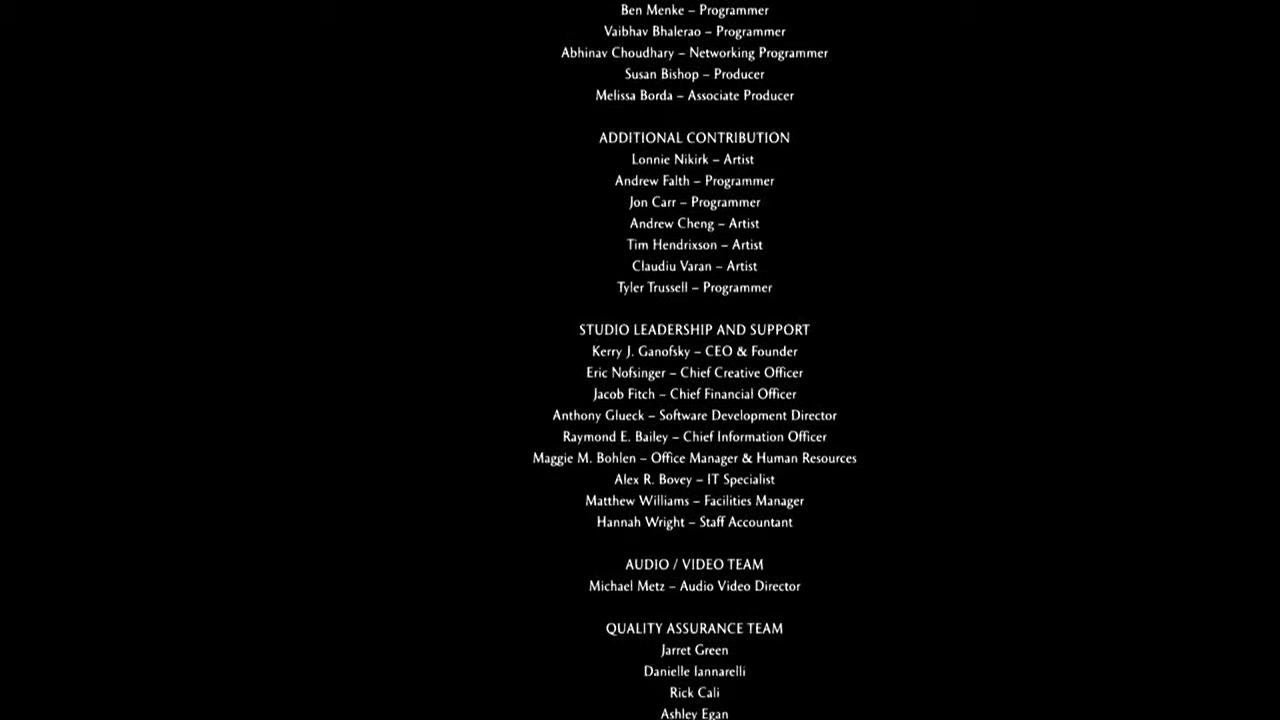 Ben Menke – Programmer
Vaibhav Bhalerao – Programmer
Abhinav Choudhary – Networking Programmer
Susan Bishop – Producer
Melissa Borda – Associate Producer
ADDITIONAL CONTRIBUTION
Lonnie Nikirk – Artist
Andrew Falth – Programmer
Jon Carr – Programmer
Andrew Cheng – Artist
Tim Hendrixson – Artist
Claudiu Varan – Artist
Tyler Trussell – Programmer
STUDIO LEADERSHIP AND SUPPORT
Kerry J. Ganofsky – CEO & Founder
Eric Nofsinger – Chief Creative Officer
Jacob Fitch – Chief Financial Officer
Anthony Glueck – Software Development Director
Raymond E. Bailey – Chief Information Officer
Maggie M. Bohlen – Office Manager & Human Resources
Alex R. Bovey – IT Specialist
Matthew Williams – Facilities Manager
Hannah Wright – Staff Accountant
AUDIO / VIDEO TEAM
Michael Metz – Audio Video Director
QUALITY ASSURANCE TEAM
Jarret Green
Danielle Iannarelli
Rick Cali
Ashley Egan